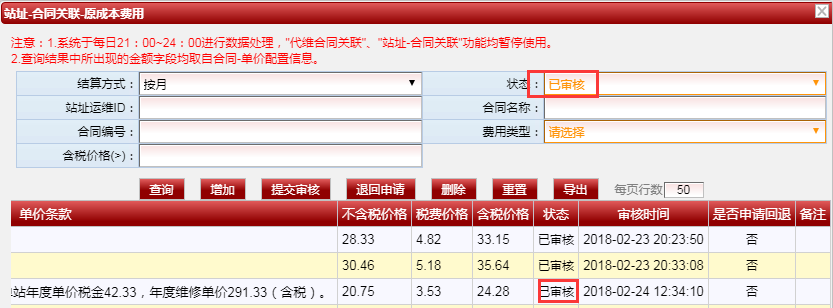 站址-合同关联-原成本费用
注意：1.系统于每日21：00~24：00进行数据处理，"代维合同关联"、"站址-合同关联"功能均暂停使用。
2.查询结果中所出现的金额字段均取自合同-单价配置信息。
结算方式： 按月 状态： 已审核
站址运维ID： 合同名称：
合同编号： 费用类型： 请选择
含税价格(>)：
查询 增加 提交审核 退回申请 删除 重置 导出 每页行数 50
单价条款 不含税价格 税费价格 含税价格 状态 审核时间 是否申请回退 备注
28.33 4.82 33.15 已审核 2018-02-23 20:23:50 否
30.46 5.18 35.64 已审核 2018-02-23 20:33:08 否
站年度单价税金42.33，年度维修单价291.33（含税）。 20.75 3.53 24.28 已审核 2018-02-24 12:34:10 否